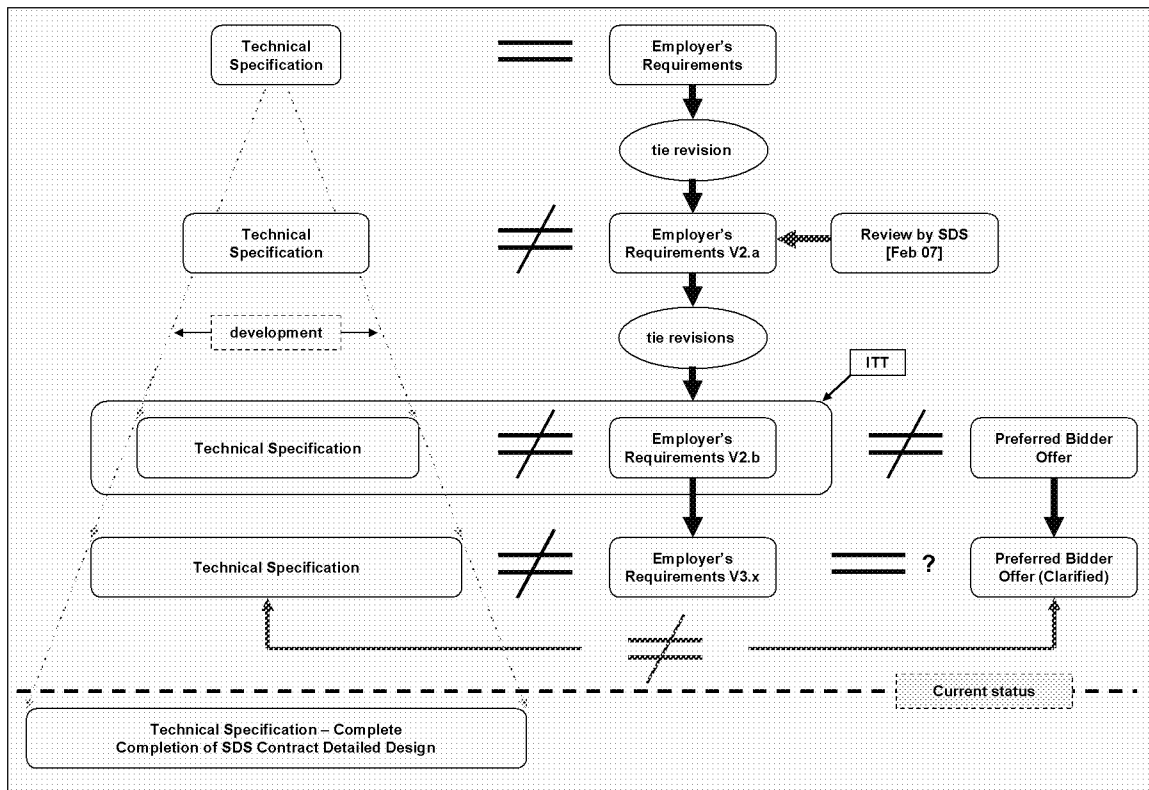 Technical
Specification
Employer's
Requirements
tie revision
Technical
Specification
Employer's
Requirements V2.a
Review by SDS
[Feb 07]
development
tie revisions
ITT
Technical Specification
Employer's
Requirements V2.b
Preferred Bidder
Offer
Technical Specification
Employer's
Requirements V3.x
?
Preferred Bidder
Offer (Clarified)
Current status
Technical Specification – Complete
Completion of SDS Contract Detailed Design